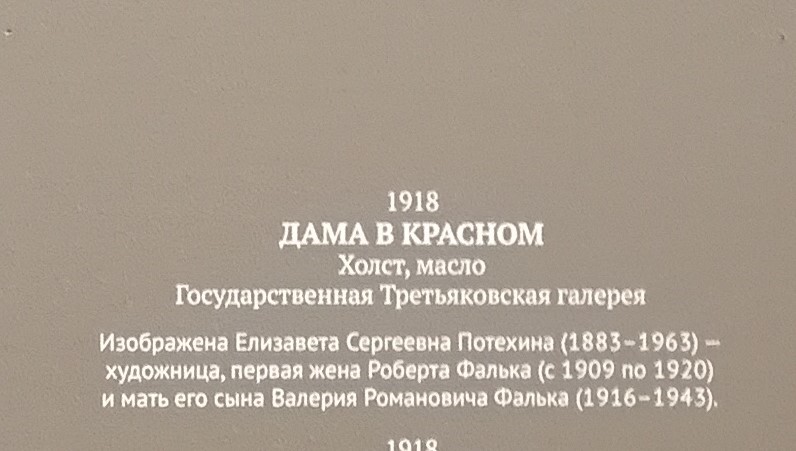 1918
ДАМА В КРАСНОМ
Холст, масло
Государственная Третьяковская галерея
Изображена Елизавета Сергеевна Потехина (1883–1963) –
художница, первая жена Роберта Фалька (с 1909 по 1920)
и мать его сына Валерия Романовича Фалька (1916–1943).
1918